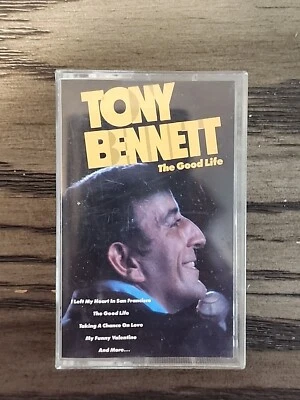 TONY
BENNETT
The Good Life
I Left My Heart In San Francisco
The Good Life
Taking A Chance On Love
My Funny Valentine
And More...